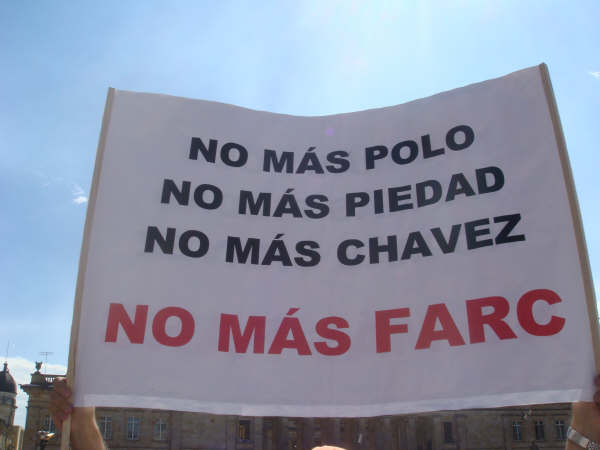 NO MÁS POLO
NO MÁS PIEDAD
NO MÁS CHAVEZ
NO MÁS FARC